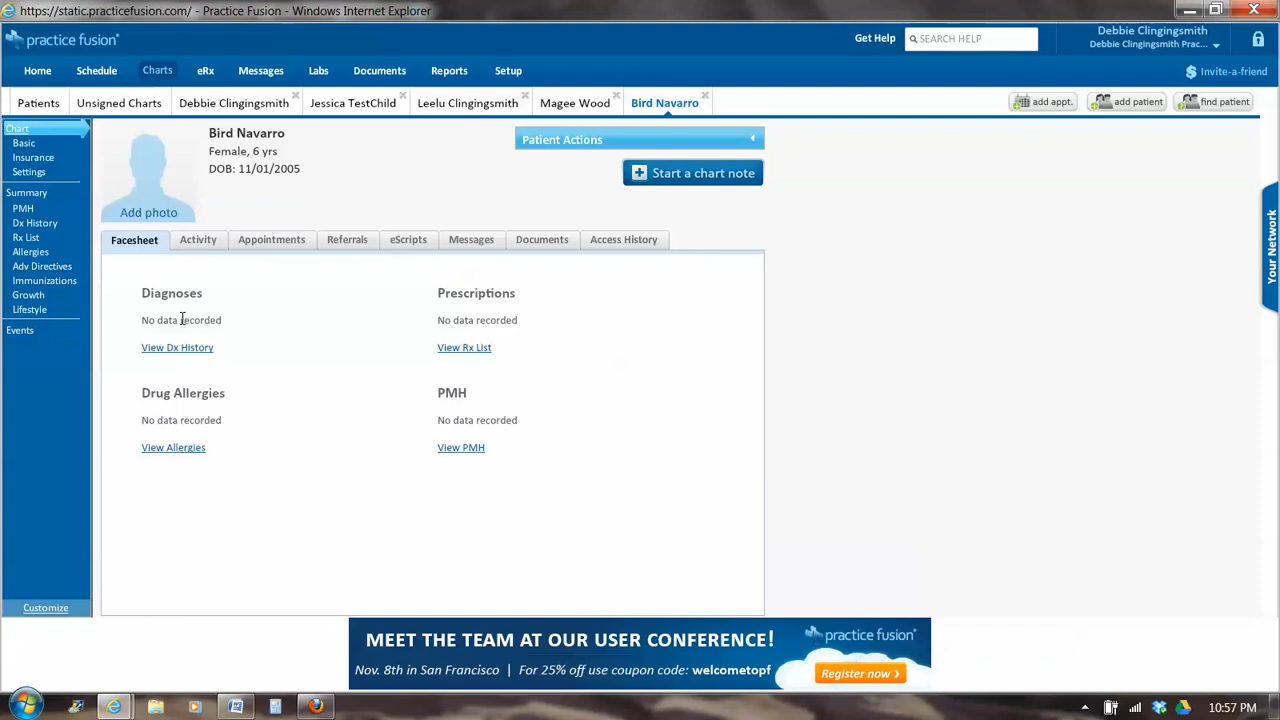 https://static.practicefusion.com/ - Practice Fusion - Windows Internet Explorer
practice fusion
Get Help
SEARCH HELP
Debbie Clingingsmith
Debbie Clingingsmith Prac...
Home Schedule Charts eRx Messages Labs Documents Reports Setup
Invite-a-friend
Patients Unsigned Charts Debbie Clingingsmith Jessica TestChild Leelu Clingingsmith Magee Wood Bird Navarro
add appt. add patient find patient
Chart
Basic
Insurance
Settings
Summary
PMH
Dx History
Rx List
Allergies
Adv Directives
Immunizations
Growth
Lifestyle
Events
Customize
Add photo
Bird Navarro
Female, 6 yrs
DOB: 11/01/2005
Patient Actions
Start a chart note
Facesheet Activity Appointments Referrals eScripts Messages Documents Access History
Diagnoses
No data recorded
View Dx History
Prescriptions
No data recorded
View Rx List
Drug Allergies
No data recorded
View Allergies
PMH
No data recorded
View PMH
Your Network
MEET THE TEAM AT OUR USER CONFERENCE!
Nov. 8th in San Francisco | For 25% off use coupon code: welcometopf
practice fusion
Register now
10:57 PM